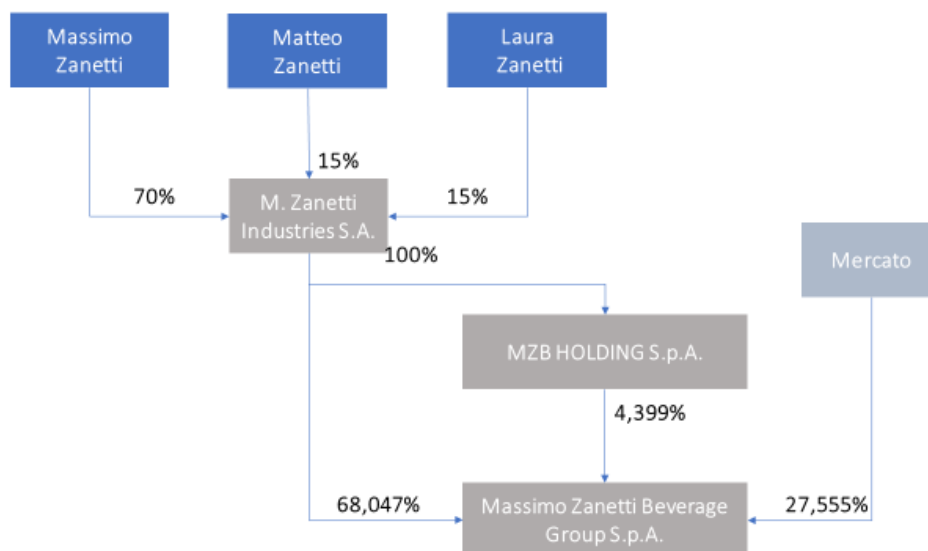 Massimo
Zanetti
Matteo
Zanetti
Laura
Zanetti
15%
70%
15%
M. Zanetti
Industries S.A.
100%
Mercato
MZB HOLDING S.p.A.
4,399%
68,047%
Massimo Zanetti Beverage
Group S.p.A.
27,555%